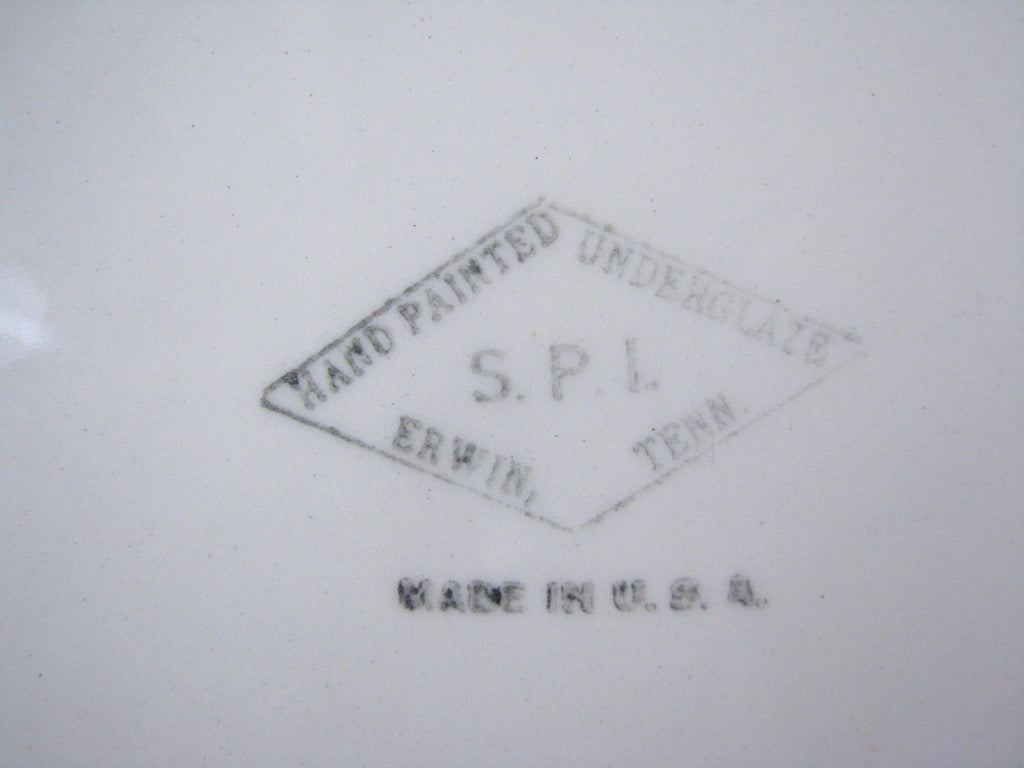 HAND PAINTED
UNDERGLAZE
S. P. I.
ERWIN,
TENN.
MADE IN U. S. A.